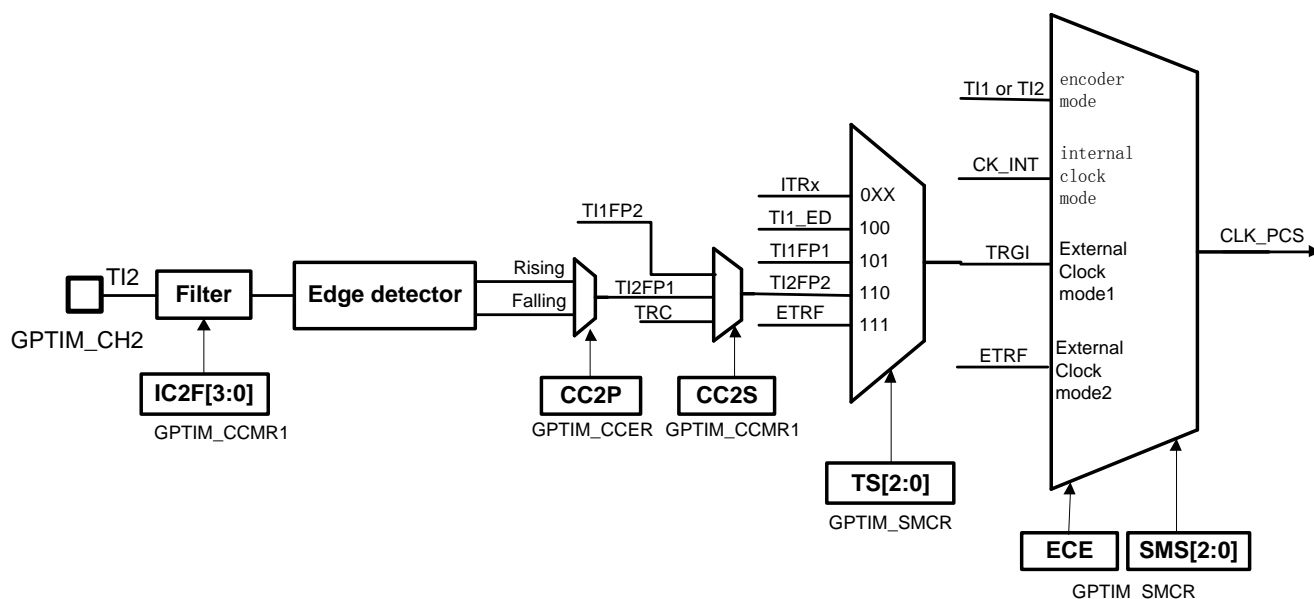 TI2
GPTIM_CH2
Filter
IC2F[3:0]
GPTIM_CCMR1
Edge detector
Rising
Falling
CC2P
GPTIM_CCER
TI1FP2
TI2FP1
TRC
CC2S
GPTIM_CCMR1
ITRx
TI1_ED
TI1FP1
TI2FP2
ETRF
0XX
100
101
110
111
TS[2:0]
GPTIM_SMCR
TI1 or TI2
encoder
mode
CK_INT
internal
clock
mode
TRGI
External
Clock
mode1
ETRF
External
Clock
mode2
CLK_PCS
ECE
SMS[2:0]
GPTIM_SMCR